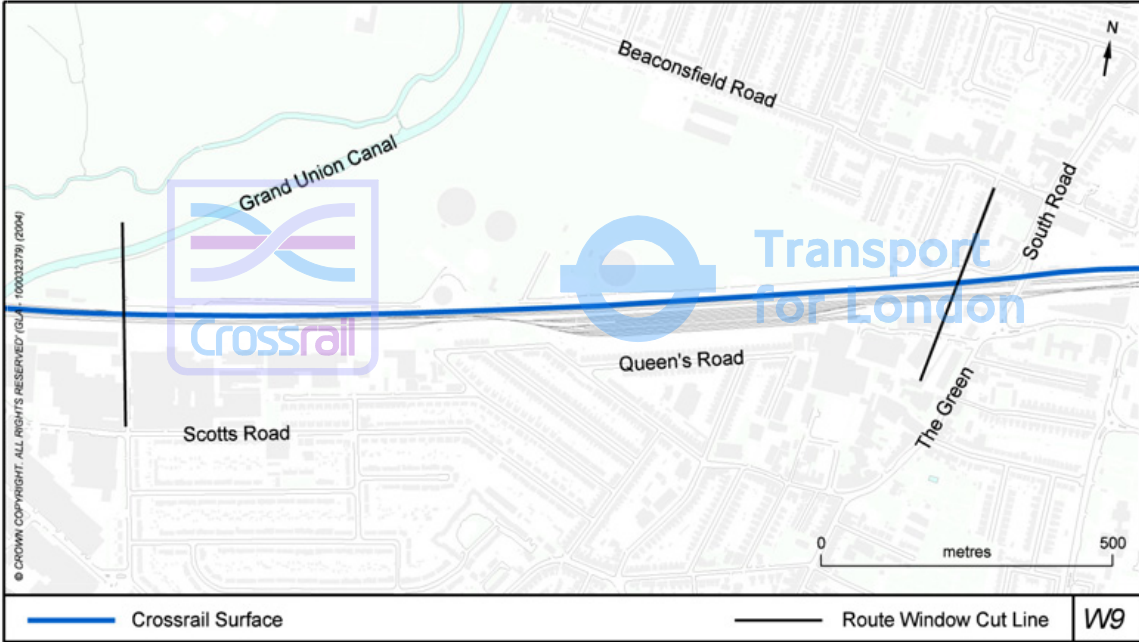 N
Beaconsfield Road
Grand Union Canal
South Road
Transport
for London
Crossrail
Queen's Road
The Green
Scotts Road
© CROWN COPYRIGHT. ALL RIGHTS RESERVED' (GLA - 100032379) (2004)
0 metres 500
Crossrail Surface
Route Window Cut Line
W9